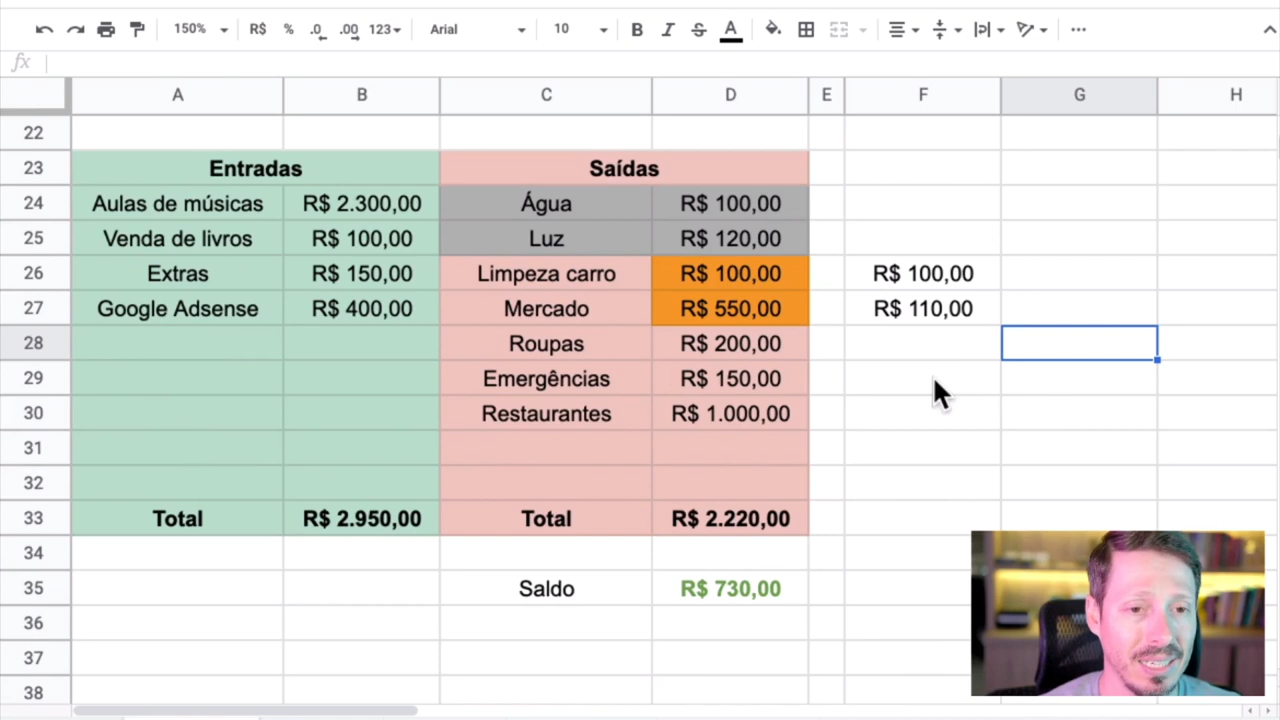 150% R$ % .0 .00 123 Arial 10 B I S A
fx
A B C D E F G H
22
23 Entradas Saídas
24 Aulas de músicas R$ 2.300,00 Água R$ 100,00
25 Venda de livros R$ 100,00 Luz R$ 120,00
26 Extras R$ 150,00 Limpeza carro R$ 100,00 R$ 100,00
27 Google Adsense R$ 400,00 Mercado R$ 550,00 R$ 110,00
28 Roupas R$ 200,00
29 Emergências R$ 150,00
30 Restaurantes R$ 1.000,00
31
32
33 Total R$ 2.950,00 Total R$ 2.220,00
34
35 Saldo R$ 730,00
36
37
38